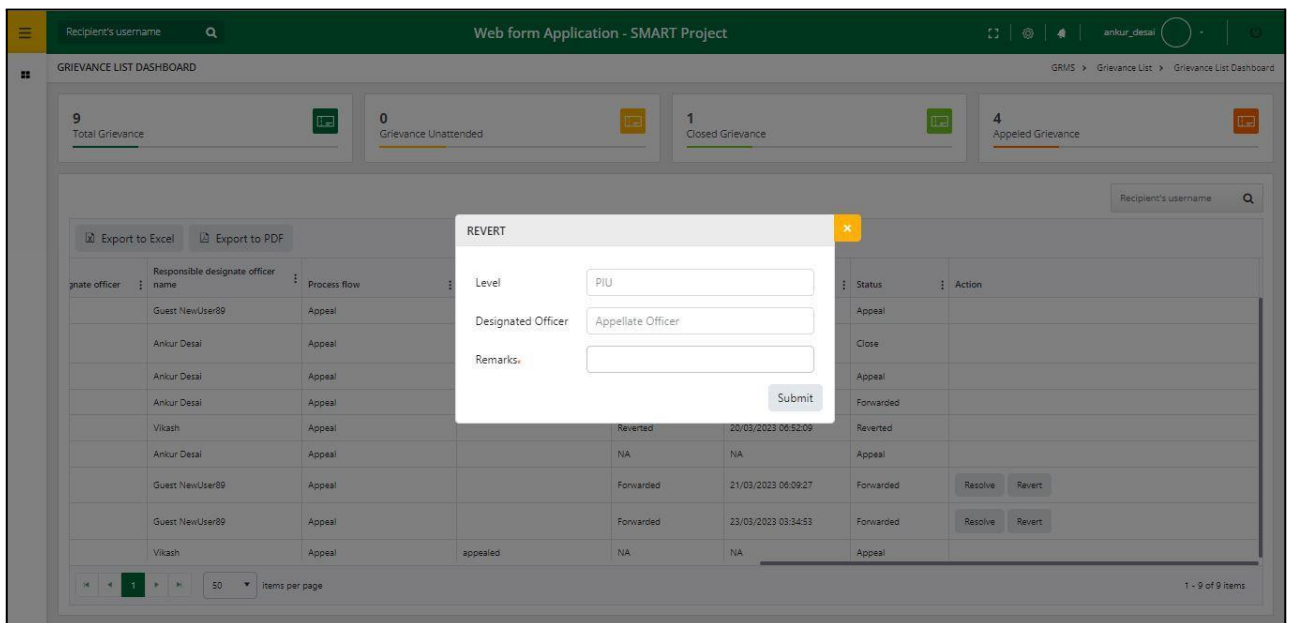 Recipient's username
Web form Application - SMART Project
ankur_desai
GRIEVANCE LIST DASHBOARD
GRMS > Grievance List > Grievance List Dashboard
9
Total Grievance
0
Grievance Unattended
1
Closed Grievance
4
Appeled Grievance
Recipient's username
Export to Excel Export to PDF
gnate officer Responsible designate officer name Process flow Status Action
Guest NewUser89 Appeal Appeal
Ankur Desai Appeal Close
Ankur Desai Appeal Appeal
Ankur Desai Appeal Forwarded
Vikash Appeal Reverted 20/03/2023 06:52:09 Reverted
Ankur Desai Appeal NA NA Appeal
Guest NewUser89 Appeal Forwarded 21/03/2023 06:09:27 Forwarded Resolve Revert
Guest NewUser89 Appeal Forwarded 23/03/2023 03:34:53 Forwarded Resolve Revert
Vikash Appeal appealed NA NA Appeal
REVERT ×
Level PIU
Designated Officer Appellate Officer
Remarks*
Submit
1 50 items per page 1 - 9 of 9 items